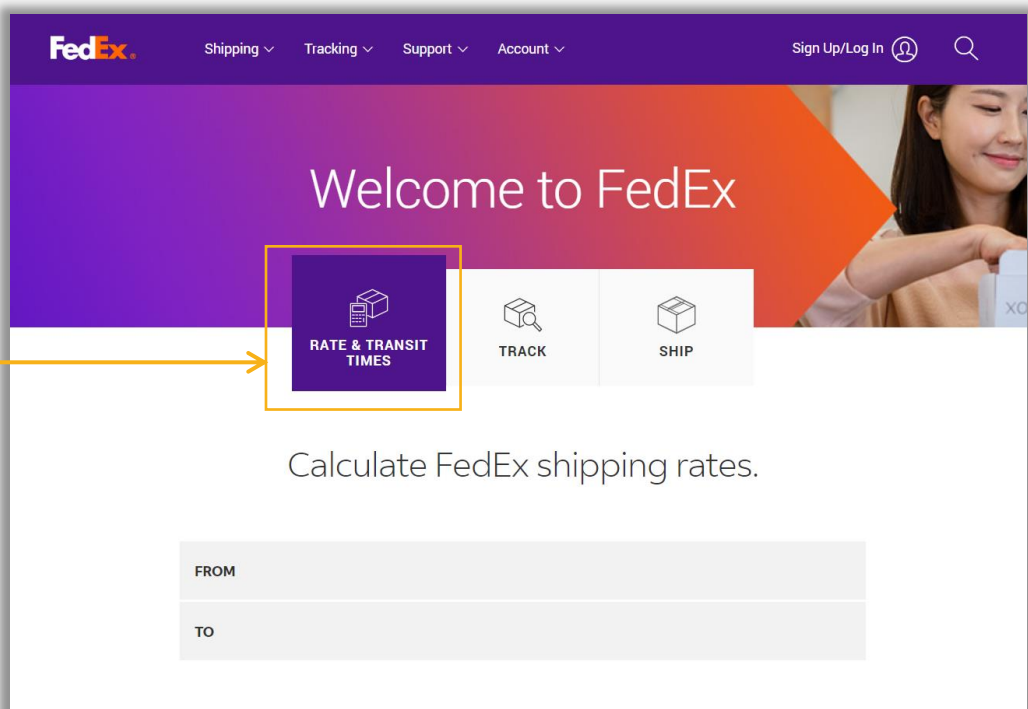 FedEx.
Shipping Tracking Support Account Sign Up/Log In
Welcome to FedEx
RATE & TRANSIT
TIMES
TRACK
SHIP
Calculate FedEx shipping rates.
FROM
TO